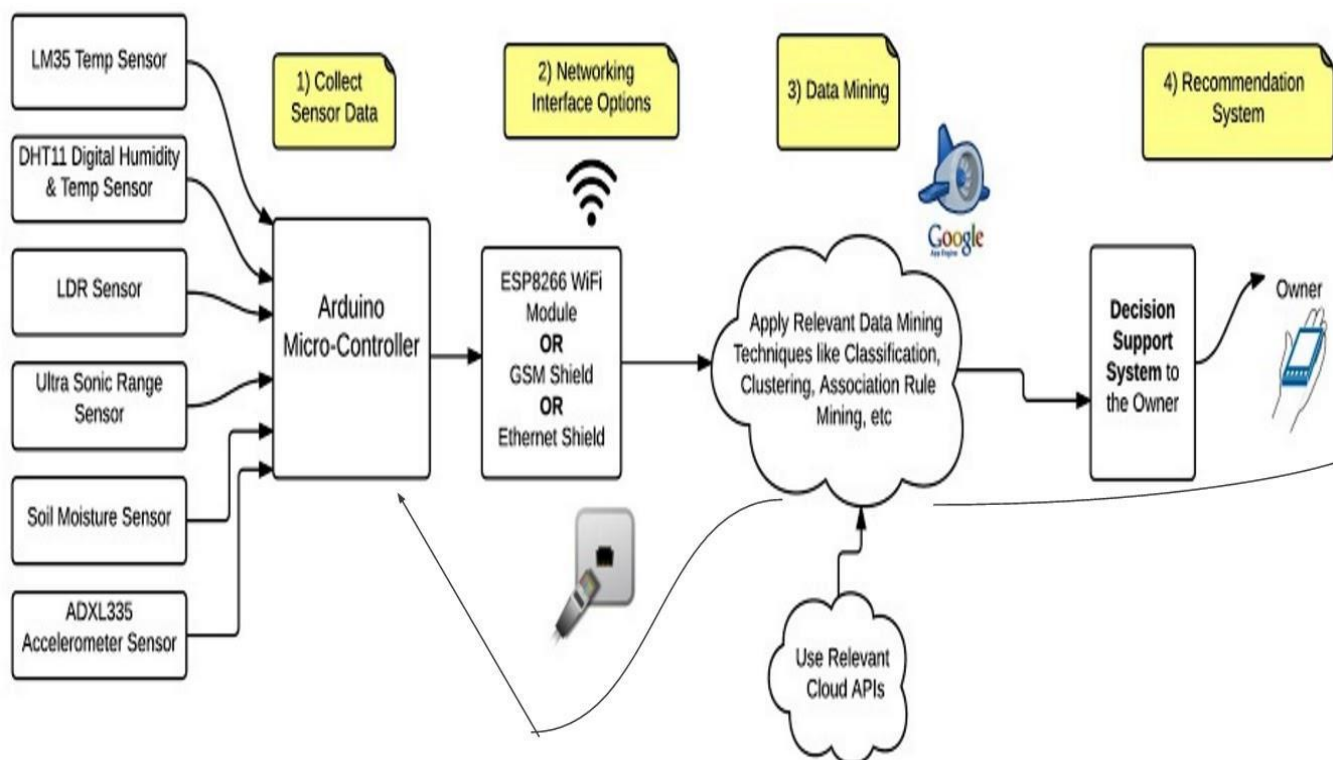 LM35 Temp Sensor
DHT11 Digital Humidity
& Temp Sensor
LDR Sensor
Ultra Sonic Range
Sensor
Soil Moisture Sensor
ADXL335
Accelerometer Sensor
1) Collect
Sensor Data
Arduino
Micro-Controller
2) Networking
Interface Options
ESP8266 WiFi
Module
OR
GSM Shield
OR
Ethernet Shield
3) Data Mining
Google
App Engine
Apply Relevant Data Mining
Techniques like Classification,
Clustering, Association Rule
Mining, etc
Use Relevant
Cloud APIs
4) Recommendation
System
Decision
Support
System to
the Owner
Owner